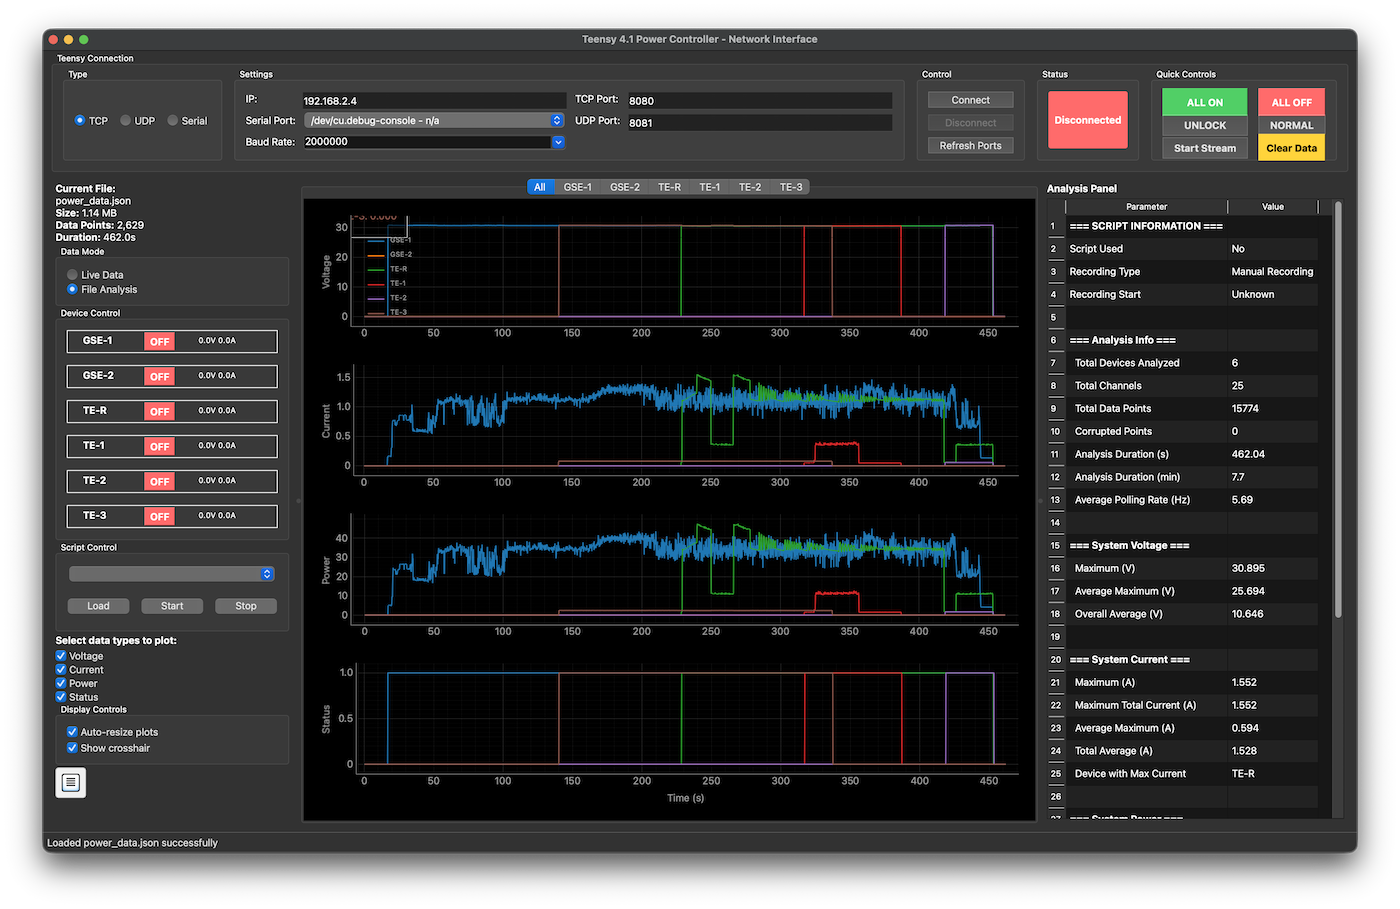 Teensy 4.1 Power Controller - Network Interface
Teensy Connection
Type
TCP
UDP
Serial
Settings
IP:
192.168.2.4
Serial Port:
/dev/cu.debug-console - n/a
Baud Rate:
2000000
TCP Port:
8080
UDP Port:
8081
Control
Connect
Disconnect
Refresh Ports
Status
Disconnected
Quick Controls
ALL ON
ALL OFF
UNLOCK
NORMAL
Start Stream
Clear Data
Current File:
power_data.json
Size: 1.14 MB
Data Points: 2,629
Duration: 462.0s
Data Mode
Live Data
File Analysis
Device Control
GSE-1 OFF 0.0V 0.0A
GSE-2 OFF 0.0V 0.0A
TE-R OFF 0.0V 0.0A
TE-1 OFF 0.0V 0.0A
TE-2 OFF 0.0V 0.0A
TE-3 OFF 0.0V 0.0A
Script Control
Load
Start
Stop
Select data types to plot:
Voltage
Current
Power
Status
Display Controls
Auto-resize plots
Show crosshair
All GSE-1 GSE-2 TE-R TE-1 TE-2 TE-3
-3: 0.000
GSE-1
GSE-2
TE-R
TE-1
TE-2
TE-3
Voltage
30
20
10
0
0 50 100 150 200 250 300 350 400 450
Current
1.5
1.0
0.5
0
0 50 100 150 200 250 300 350 400 450
Power
40
30
20
10
0
0 50 100 150 200 250 300 350 400 450
Status
1.0
0.5
0
0 50 100 150 200 250 300 350 400 450
Time (s)
Analysis Panel
Parameter Value
1 === SCRIPT INFORMATION ===
2 Script Used No
3 Recording Type Manual Recording
4 Recording Start Unknown
5
6 === Analysis Info ===
7 Total Devices Analyzed 6
8 Total Channels 25
9 Total Data Points 15774
10 Corrupted Points 0
11 Analysis Duration (s) 462.04
12 Analysis Duration (min) 7.7
13 Average Polling Rate (Hz) 5.69
14
15 === System Voltage ===
16 Maximum (V) 30.895
17 Average Maximum (V) 25.694
18 Overall Average (V) 10.646
19
20 === System Current ===
21 Maximum (A) 1.552
22 Maximum Total Current (A) 1.552
23 Average Maximum (A) 0.594
24 Total Average (A) 1.528
25 Device with Max Current TE-R
26
27 === System Power ===
Loaded power_data.json successfully